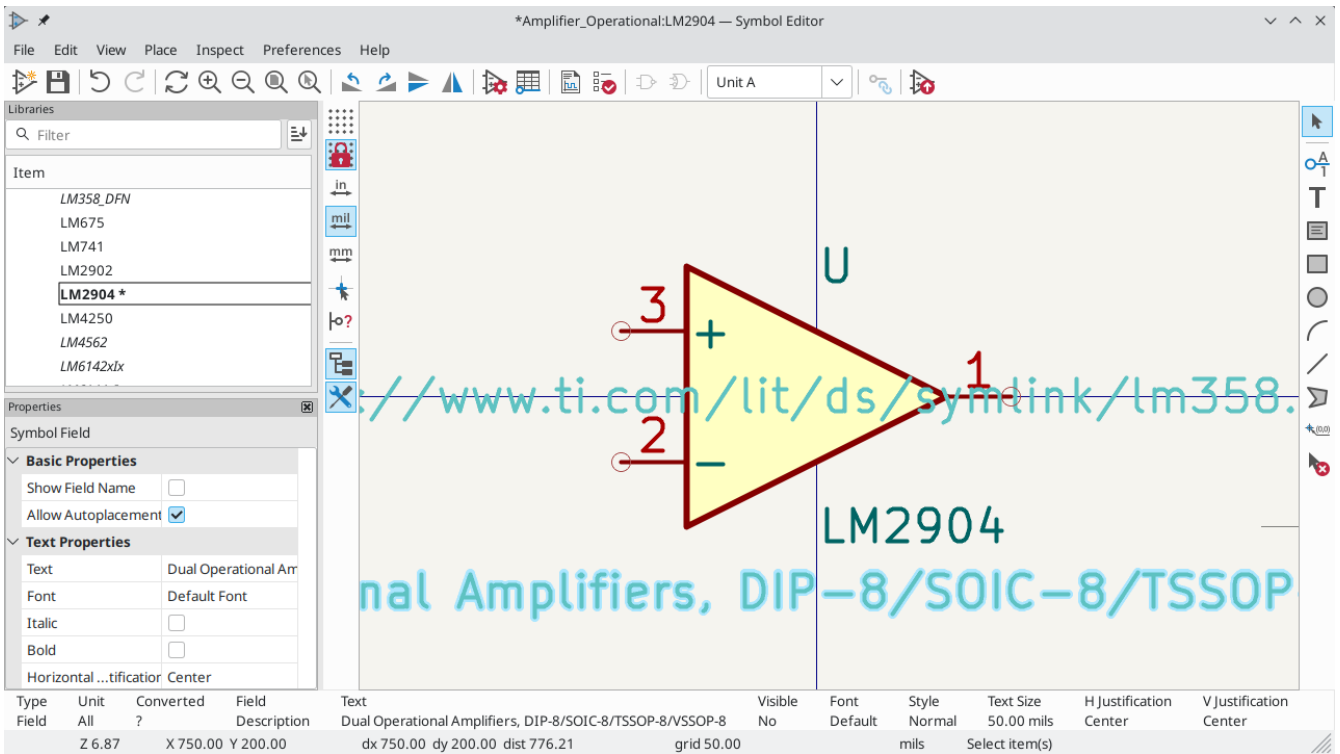 *Amplifier_Operational:LM2904 — Symbol Editor
File Edit View Place Inspect Preferences Help
Unit A
Libraries
Filter
Item
LM358_DFN
LM675
LM741
LM2902
LM2904 *
LM4250
LM4562
LM6142xIx
in
mil
mm
Properties
Symbol Field
Basic Properties
Show Field Name
Allow Autoplacement
Text Properties
Text Dual Operational Am
Font Default Font
Italic
Bold
Horizontal ...tification Center
U
3
+
1
://www.ti.com/lit/ds/symlink/lm358.
2
−
LM2904
nal Amplifiers, DIP-8/SOIC-8/TSSOP
A
1
T
(0,0)
Type Unit Converted Field Text Visible Font Style Text Size H Justification V Justification
Field All ? Description Dual Operational Amplifiers, DIP-8/SOIC-8/TSSOP-8/VSSOP-8 No Default Normal 50.00 mils Center Center
Z 6.87 X 750.00 Y 200.00 dx 750.00 dy 200.00 dist 776.21 grid 50.00 mils Select item(s)